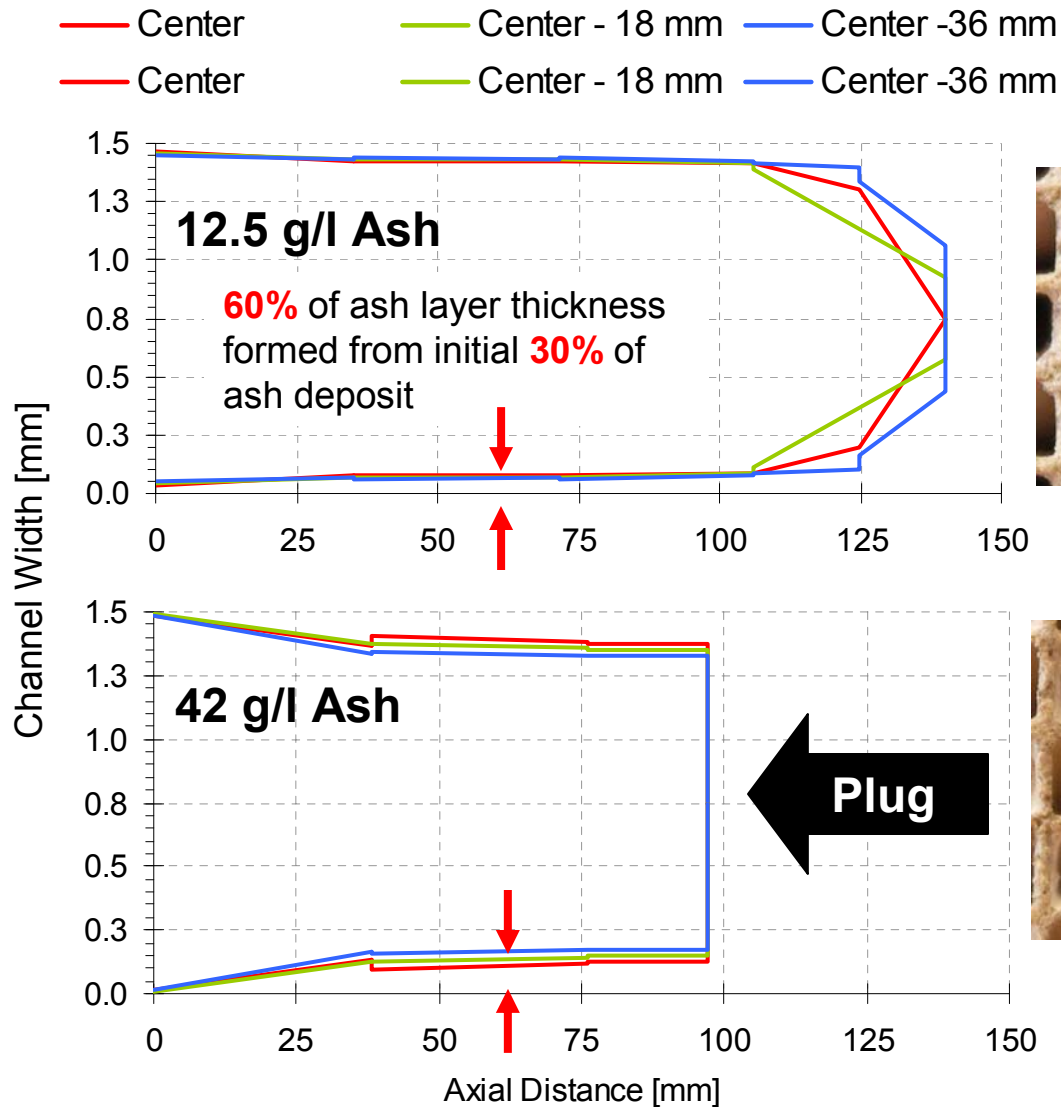 Center Center - 18 mm Center -36 mm
Center Center - 18 mm Center -36 mm
Channel Width [mm]
1.5
1.3
1.0
0.8
0.5
0.3
0.0
12.5 g/l Ash
60% of ash layer thickness
formed from initial 30% of
ash deposit
0 25 50 75 100 125 150
1.5
1.3
1.0
0.8
0.5
0.3
0.0
42 g/l Ash
Plug
0 25 50 75 100 125 150
Axial Distance [mm]